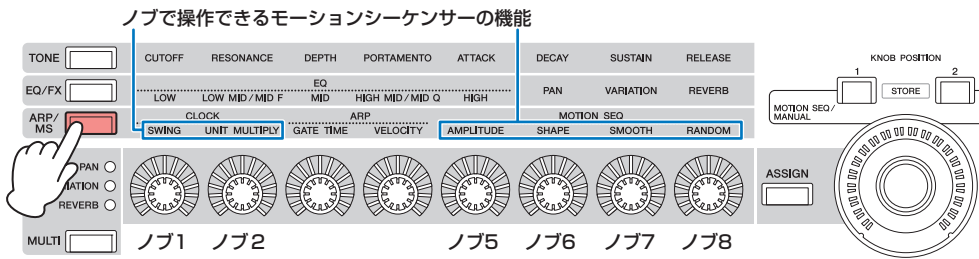 ノブで操作できるモーションシーケンサーの機能
TONE CUTOFF RESONANCE DEPTH PORTAMENTO ATTACK DECAY SUSTAIN RELEASE
KNOB POSITION
1 2
EQ/FX EQ
LOW LOW MID/MID F MID HIGH MID/MID Q HIGH PAN VARIATION REVERB
STORE
MOTION SEQ/
MANUAL
ARP/
MS
CLOCK ARP MOTION SEQ
SWING UNIT MULTIPLY GATE TIME VELOCITY AMPLITUDE SHAPE SMOOTH RANDOM
PAN
IATION
REVERB
ASSIGN
MULTI
ノブ1 ノブ2 ノブ5 ノブ6 ノブ7 ノブ8